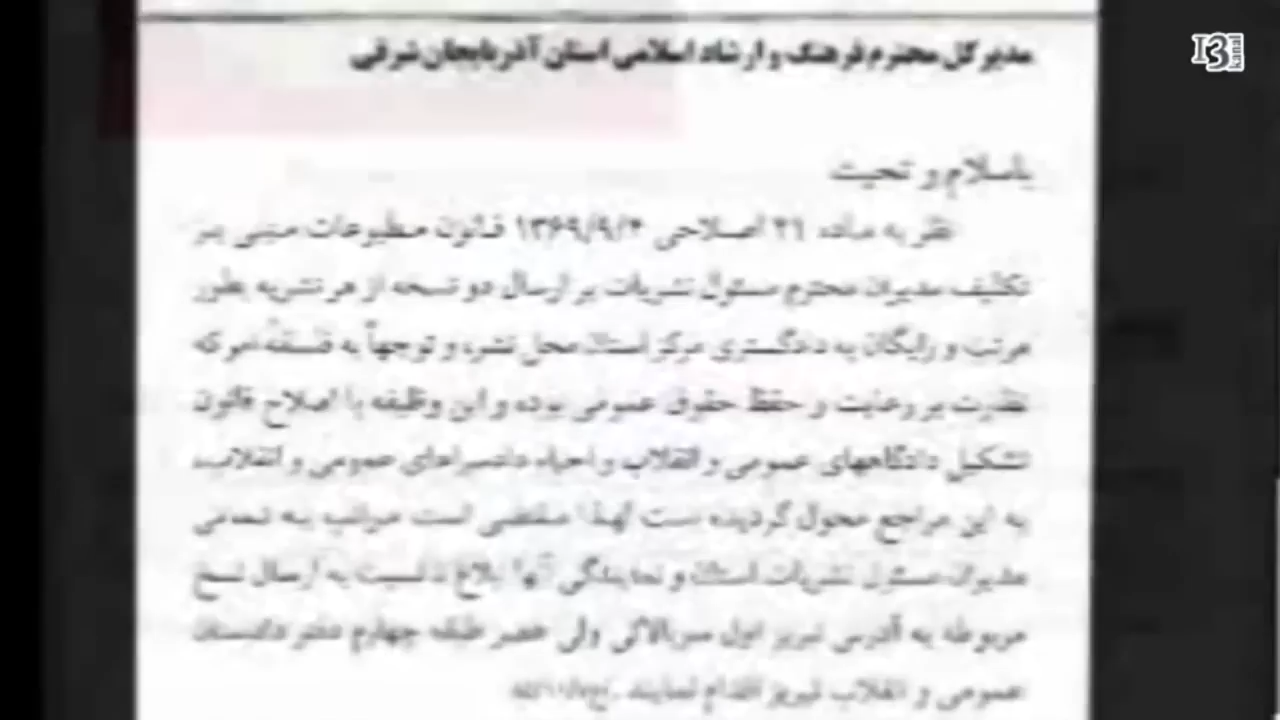 مدیرکل محترم فرهنگ و ارشاد اسلامی استان آذربایجان شرقی
13
kanal
باسلام و تحیت
نظر به ماده ۲۱ اصلاحی ۱۳۶۹/۹/۴ قانون مطبوعات مبنی بر
تکلیف مدیران محترم مسئول نشریات بر ارسال دو نسخه از هر نشریه بطور
مرتب و رایگان به دادگستری مرکز استان محل نشر، و توجهاً به فلسفه امر که
نظارت بر رعایت و حفظ حقوق عمومی بوده و این وظیفه با اصلاح قانون
تشکیل دادگاههای عمومی و انقلاب و احیاء دادسراهای عمومی و انقلاب،
به این مراجع محول گردیده است لهذا مقتضی است مراتب به تمامی
مدیران مسئول نشریات استان و نمایندگی آنها ابلاغ تا نسبت به ارسال نسخ
مربوطه به آدرس تبریز اول سربالائی ولی عصر طبقه چهارم دفتر دادستان
عمومی و انقلاب تبریز اقدام نمایند.